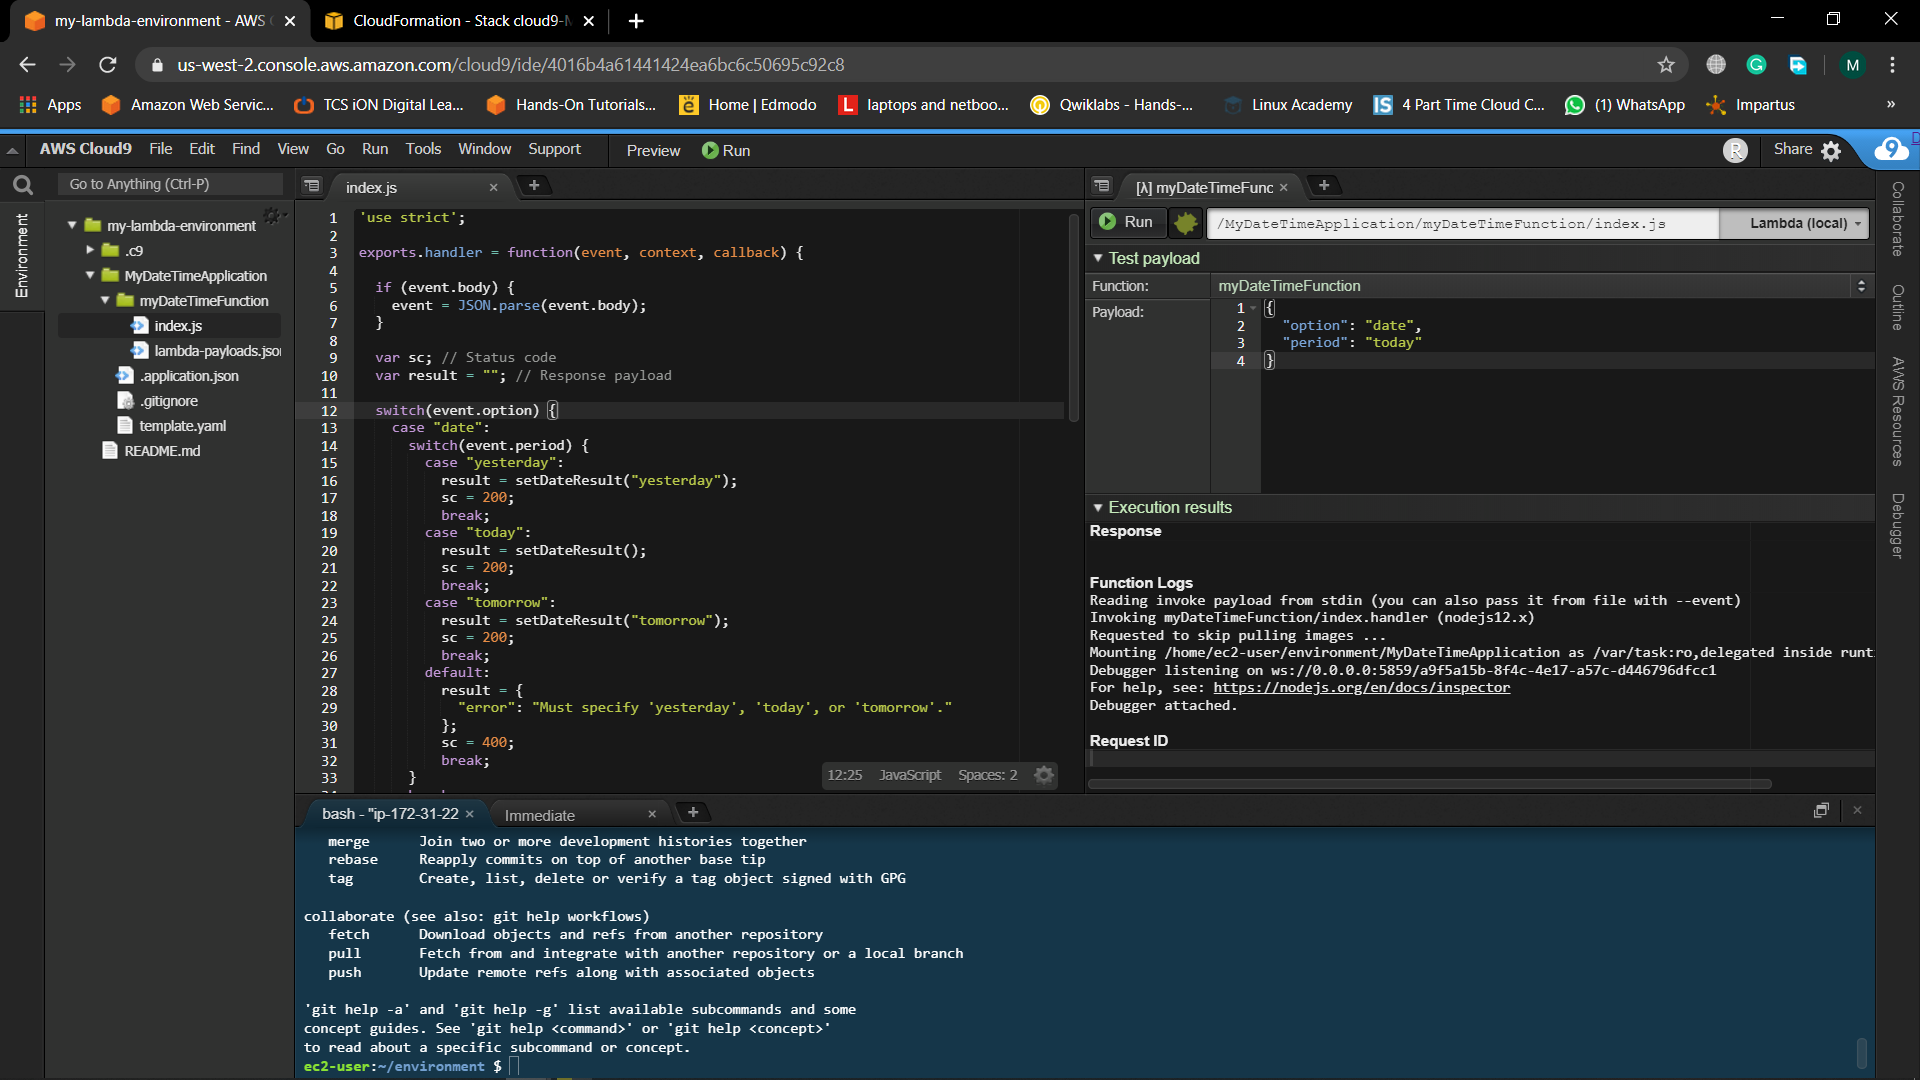 my-lambda-environment - AWS C
CloudFormation - Stack cloud9-M
us-west-2.console.aws.amazon.com/cloud9/ide/4016b4a61441424ea6bc6c50695c92c8
M
Apps
Amazon Web Servic...
TCS iON Digital Lea...
Hands-On Tutorials...
Home | Edmodo
laptops and netboo...
Qwiklabs - Hands-...
Linux Academy
4 Part Time Cloud C...
(1) WhatsApp
Impartus
»
AWS Cloud9 File Edit Find View Go Run Tools Window Support Preview Run
R
Share
9
Go to Anything (Ctrl-P)
Environment
my-lambda-environment
.c9
MyDateTimeApplication
myDateTimeFunction
index.js
lambda-payloads.json
.application.json
.gitignore
template.yaml
README.md
index.js
1 'use strict';
2
3 exports.handler = function(event, context, callback) {
4
5 if (event.body) {
6 event = JSON.parse(event.body);
7 }
8
9 var sc; // Status code
10 var result = ""; // Response payload
11
12 switch(event.option) {
13 case "date":
14 switch(event.period) {
15 case "yesterday":
16 result = setDateResult("yesterday");
17 sc = 200;
18 break;
19 case "today":
20 result = setDateResult();
21 sc = 200;
22 break;
23 case "tomorrow":
24 result = setDateResult("tomorrow");
25 sc = 200;
26 break;
27 default:
28 result = {
29 "error": "Must specify 'yesterday', 'today', or 'tomorrow'."
30 };
31 sc = 400;
32 break;
33 }
12:25 JavaScript Spaces: 2
[λ] myDateTimeFunc
Run
/MyDateTimeApplication/myDateTimeFunction/index.js
Lambda (local)
Test payload
Function: myDateTimeFunction
Payload:
1 {
2 "option": "date",
3 "period": "today"
4 }
Execution results
Response
Function Logs
Reading invoke payload from stdin (you can also pass it from file with --event)
Invoking myDateTimeFunction/index.handler (nodejs12.x)
Requested to skip pulling images ...
Mounting /home/ec2-user/environment/MyDateTimeApplication as /var/task:ro,delegated inside runt
Debugger listening on ws://0.0.0.0:5859/a9f5a15b-8f4c-4e17-a57c-d446796dfcc1
For help, see: https://nodejs.org/en/docs/inspector
Debugger attached.
Request ID
Collaborate
Outline
AWS Resources
Debugger
bash - "ip-172-31-22
Immediate
merge Join two or more development histories together
rebase Reapply commits on top of another base tip
tag Create, list, delete or verify a tag object signed with GPG
collaborate (see also: git help workflows)
fetch Download objects and refs from another repository
pull Fetch from and integrate with another repository or a local branch
push Update remote refs along with associated objects
'git help -a' and 'git help -g' list available subcommands and some
concept guides. See 'git help <command>' or 'git help <concept>'
to read about a specific subcommand or concept.
ec2-user:~/environment $